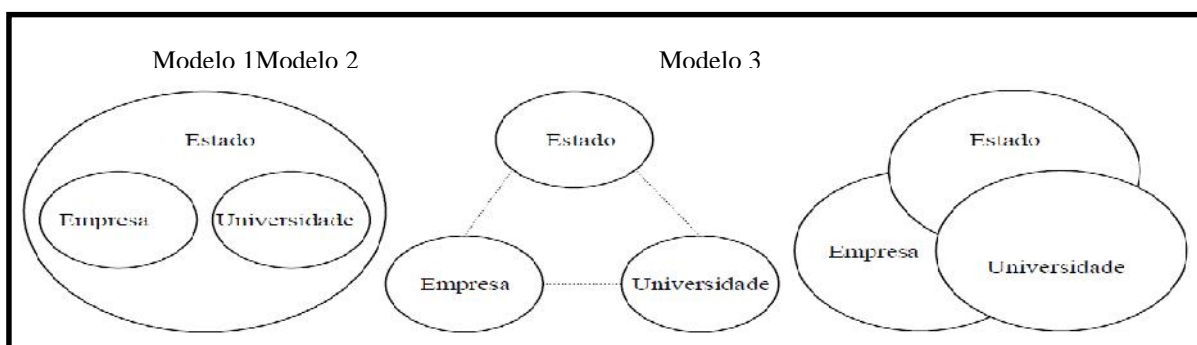 Modelo 1Modelo 2 Modelo 3
Estado
Empresa Universidade
Estado
Empresa Universidade
Estado
Empresa
Universidade